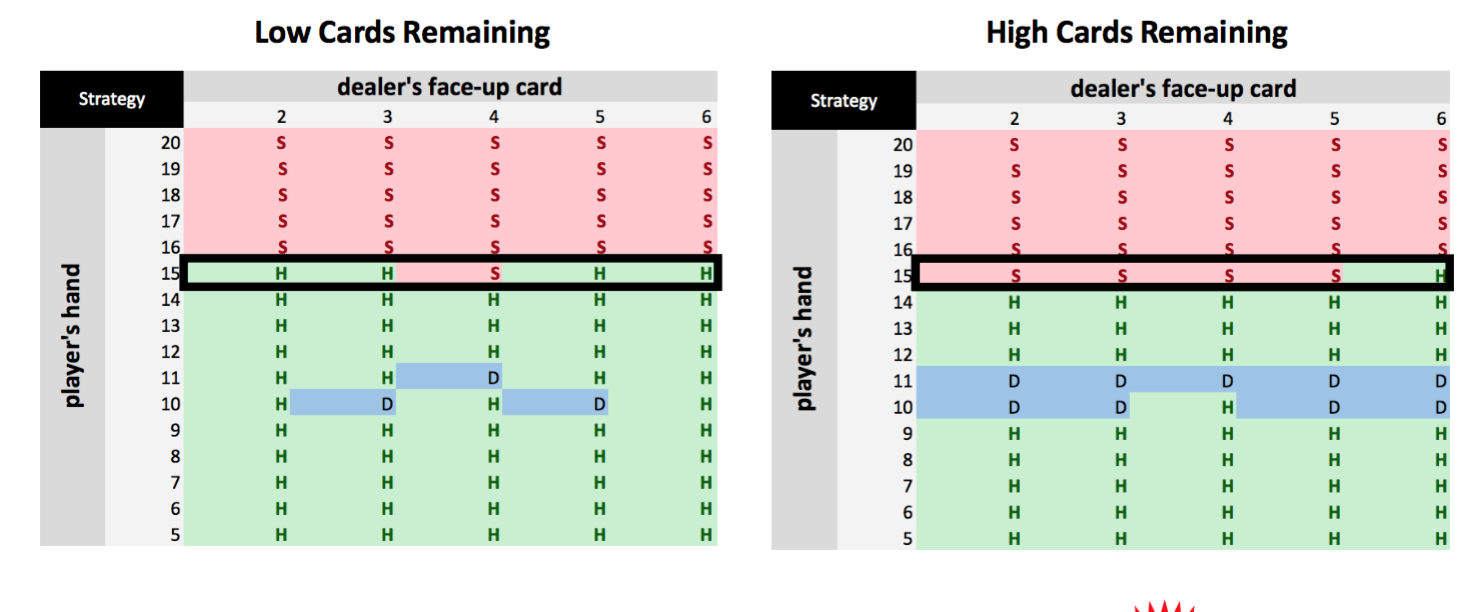 Low Cards Remaining
Strategy
dealer's face-up card
2 3 4 5 6
player's hand
20 S S S S S
19 S S S S S
18 S S S S S
17 S S S S S
16 S S S S S
15 H H S H H
14 H H H H H
13 H H H H H
12 H H H H H
11 H H D H H
10 H D H D H
9 H H H H H
8 H H H H H
7 H H H H H
6 H H H H H
5 H H H H H
High Cards Remaining
Strategy
dealer's face-up card
2 3 4 5 6
player's hand
20 S S S S S
19 S S S S S
18 S S S S S
17 S S S S S
16 S S S S S
15 S S S S H
14 H H H H H
13 H H H H H
12 H H H H H
11 D D D D D
10 D D H D D
9 H H H H H
8 H H H H H
7 H H H H H
6 H H H H H
5 H H H H H